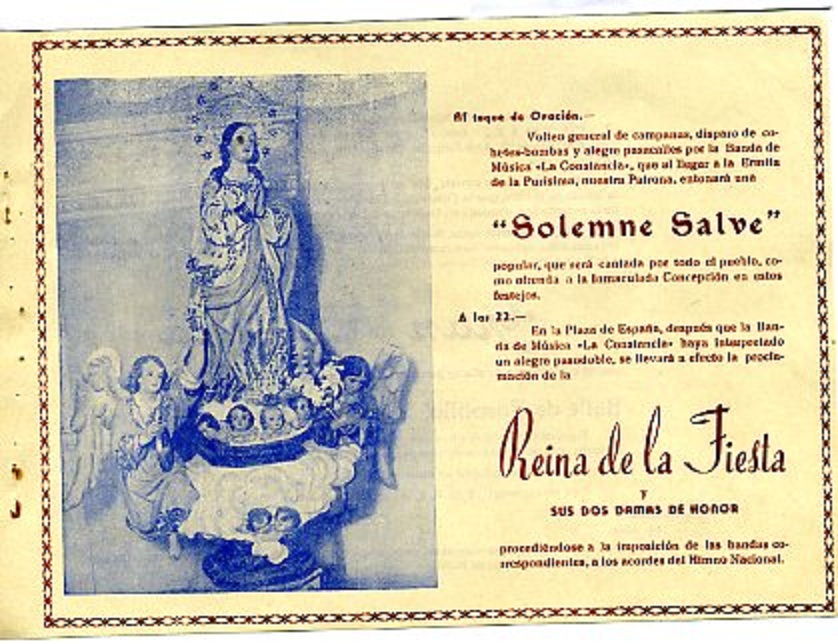 Al toque de Oración.—
Volteo general de campanas, disparo de co-
hetes-bombas y alegre pasacalles por la Banda de
Música «La Constancia», que al llegar a la Ermita
de la Purísima, nuestra Patrona, entonará una
“Solemne Salve”
popular, que será cantada por todo el pueblo, co-
mo ofrenda a la Inmaculada Concepción en estos
festejos.
A las 22.—
En la Plaza de España, después que la Ban-
da de Música «La Constancia» haya interpretado
un alegre pasodoble, se llevará a efecto la procla-
mación de la
Reina de la Fiesta
y
SUS DOS DAMAS DE HONOR
procediéndose a la imposición de las bandas co-
rrespondientes, a los acordes del Himno Nacional.